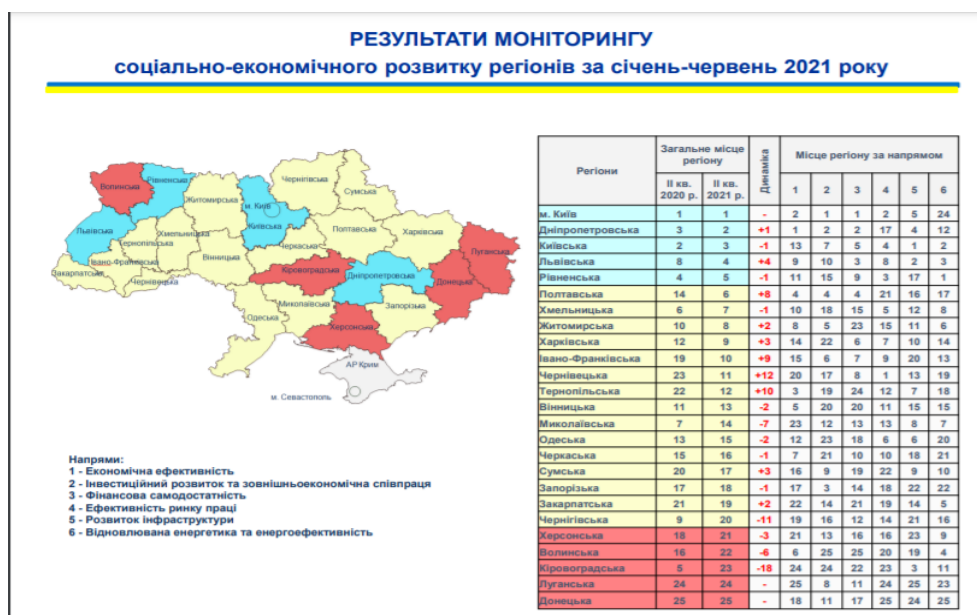 РЕЗУЛЬТАТИ МОНІТОРИНГУ
соціально-економічного розвитку регіонів за січень-червень 2021 року
Волинська
Рівненська
Житомирська
м. Київ
Київська
Чернігівська
Сумська
Львівська
Тернопільська
Хмельницька
Вінницька
Черкаська
Полтавська
Харківська
Луганська
Закарпатська
Івано-Франківська
Чернівецька
Кіровоградська
Дніпропетровська
Донецька
Миколаївська
Запорізька
Одеська
Херсонська
АР Крим
м. Севастополь
Напрями:
1 - Економічна ефективність
2 - Інвестиційний розвиток та зовнішньоекономічна співпраця
3 - Фінансова самодостатність
4 - Ефективність ринку праці
5 - Розвиток інфраструктури
6 - Відновлювана енергетика та енергоефективність
Регіони Загальне місце регіону Динаміка Місце регіону за напрямом
ІІ кв. 2020 р. ІІ кв. 2021 р. 1 2 3 4 5 6
м. Київ 1 1 - 2 1 1 2 5 24
Дніпропетровська 3 2 +1 1 2 2 17 4 12
Київська 2 3 -1 13 7 5 4 1 2
Львівська 8 4 +4 9 10 3 8 2 3
Рівненська 4 5 -1 11 15 9 3 17 1
Полтавська 14 6 +8 4 4 4 21 16 17
Хмельницька 6 7 -1 10 18 15 5 12 8
Житомирська 10 8 +2 8 5 23 15 11 6
Харківська 12 9 +3 14 22 6 7 10 14
Івано-Франківська 19 10 +9 15 6 7 9 20 13
Чернівецька 23 11 +12 20 17 8 1 13 19
Тернопільська 22 12 +10 3 19 24 12 7 18
Вінницька 11 13 -2 5 20 20 11 15 15
Миколаївська 7 14 -7 23 12 13 13 8 7
Одеська 13 15 -2 12 23 18 6 6 20
Черкаська 15 16 -1 7 21 10 10 18 21
Сумська 20 17 +3 16 9 19 22 9 10
Запорізька 17 18 -1 17 3 14 18 22 22
Закарпатська 21 19 +2 22 14 21 19 14 5
Чернігівська 9 20 -11 19 16 12 14 21 16
Херсонська 18 21 -3 21 13 16 16 23 9
Волинська 16 22 -6 6 25 25 20 19 4
Кіровоградська 5 23 -18 24 24 22 23 3 11
Луганська 24 24 - 25 8 11 24 25 23
Донецька 25 25 - 18 11 17 25 24 25